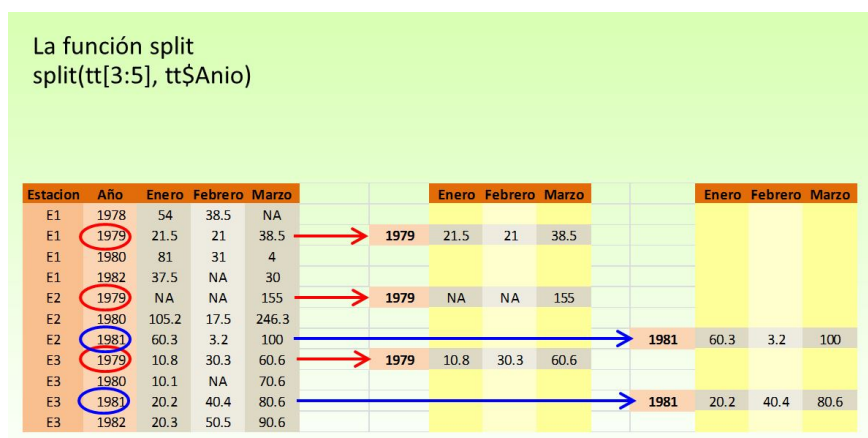 La función split
split(tt[3:5], tt$Anio)
Estacion Año Enero Febrero Marzo Enero Febrero Marzo Enero Febrero Marzo
E1 1978 54 38.5 NA
E1 1979 21.5 21 38.5 1979 21.5 21 38.5
E1 1980 81 31 4
E1 1982 37.5 NA 30
E2 1979 NA NA 155 1979 NA NA 155
E2 1980 105.2 17.5 246.3
E2 1981 60.3 3.2 100 1981 60.3 3.2 100
E3 1979 10.8 30.3 60.6 1979 10.8 30.3 60.6
E3 1980 10.1 NA 70.6
E3 1981 20.2 40.4 80.6 1981 20.2 40.4 80.6
E3 1982 20.3 50.5 90.6